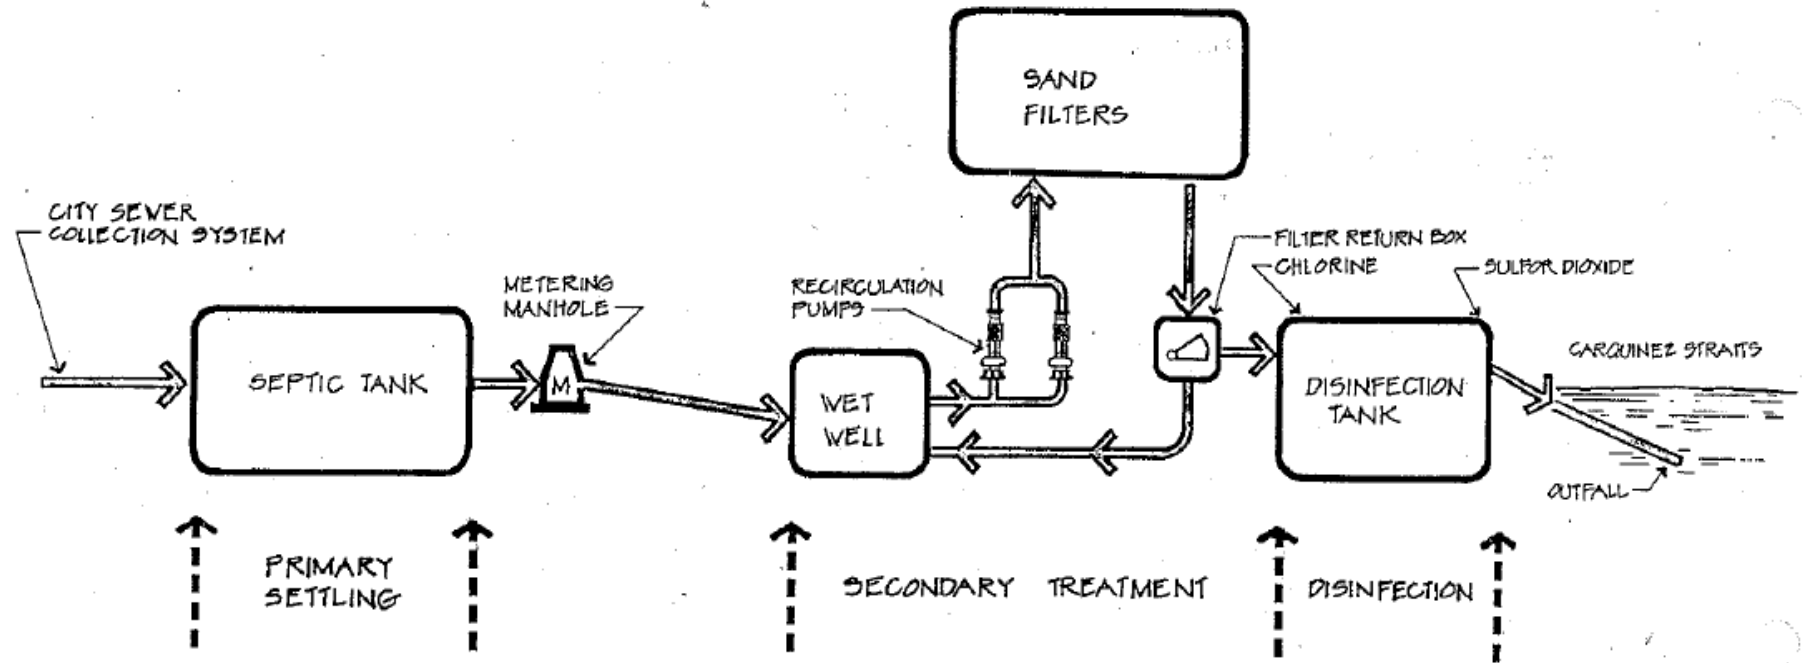 SAND
FILTERS
CITY SEWER
COLLECTION SYSTEM
METERING
MANHOLE
RECIRCULATION
PUMPS
FILTER RETURN BOX
CHLORINE
SULFOR DIOXIDE
CARQUINEZ STRAITS
SEPTIC TANK
M
WET
WELL
DISINFECTION
TANK
OUTFALL
PRIMARY
SETTLING
SECONDARY TREATMENT
DISINFECTION